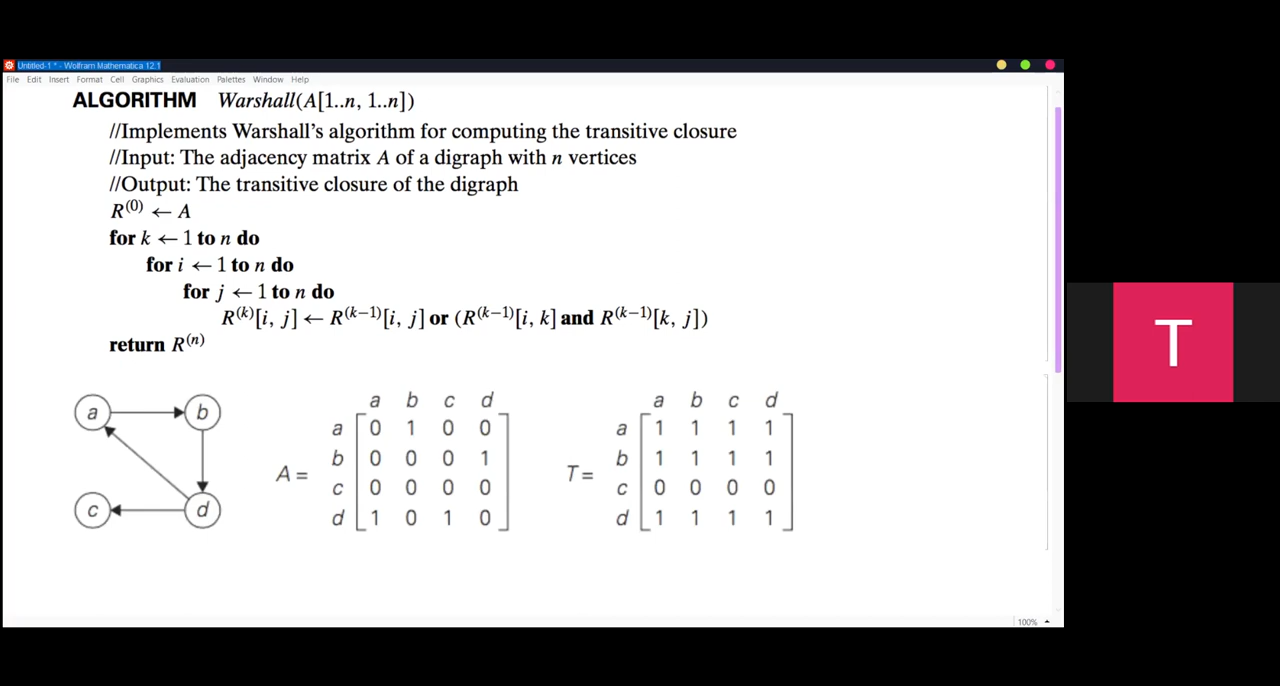 Untitled-1 * - Wolfram Mathematica 12.1
File Edit Insert Format Cell Graphics Evaluation Palettes Window Help
ALGORITHM Warshall(A[1..n, 1..n])
//Implements Warshall's algorithm for computing the transitive closure
//Input: The adjacency matrix A of a digraph with n vertices
//Output: The transitive closure of the digraph
R(0) ← A
for k ← 1 to n do
for i ← 1 to n do
for j ← 1 to n do
R(k)[i, j] ← R(k−1)[i, j] or (R(k−1)[i, k] and R(k−1)[k, j])
return R(n)
T
a b
c d
a b c d
a 0 1 0 0
b 0 0 0 1
A =
c 0 0 0 0
d 1 0 1 0
a b c d
a 1 1 1 1
b 1 1 1 1
T =
c 0 0 0 0
d 1 1 1 1
100%